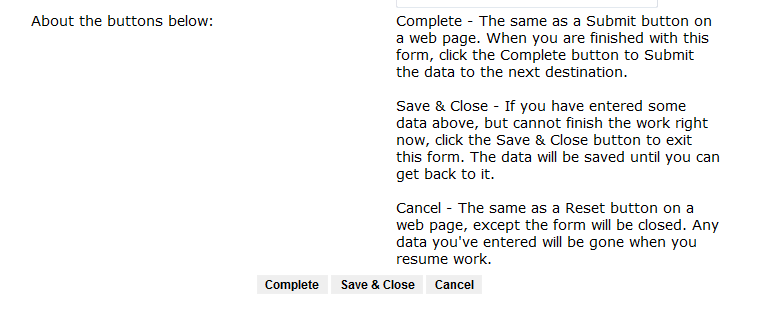 About the buttons below:
Complete - The same as a Submit button on
a web page. When you are finished with this
form, click the Complete button to Submit
the data to the next destination.
Save & Close - If you have entered some
data above, but cannot finish the work right
now, click the Save & Close button to exit
this form. The data will be saved until you can
get back to it.
Cancel - The same as a Reset button on a
web page, except the form will be closed. Any
data you've entered will be gone when you
resume work.
Complete Save & Close Cancel